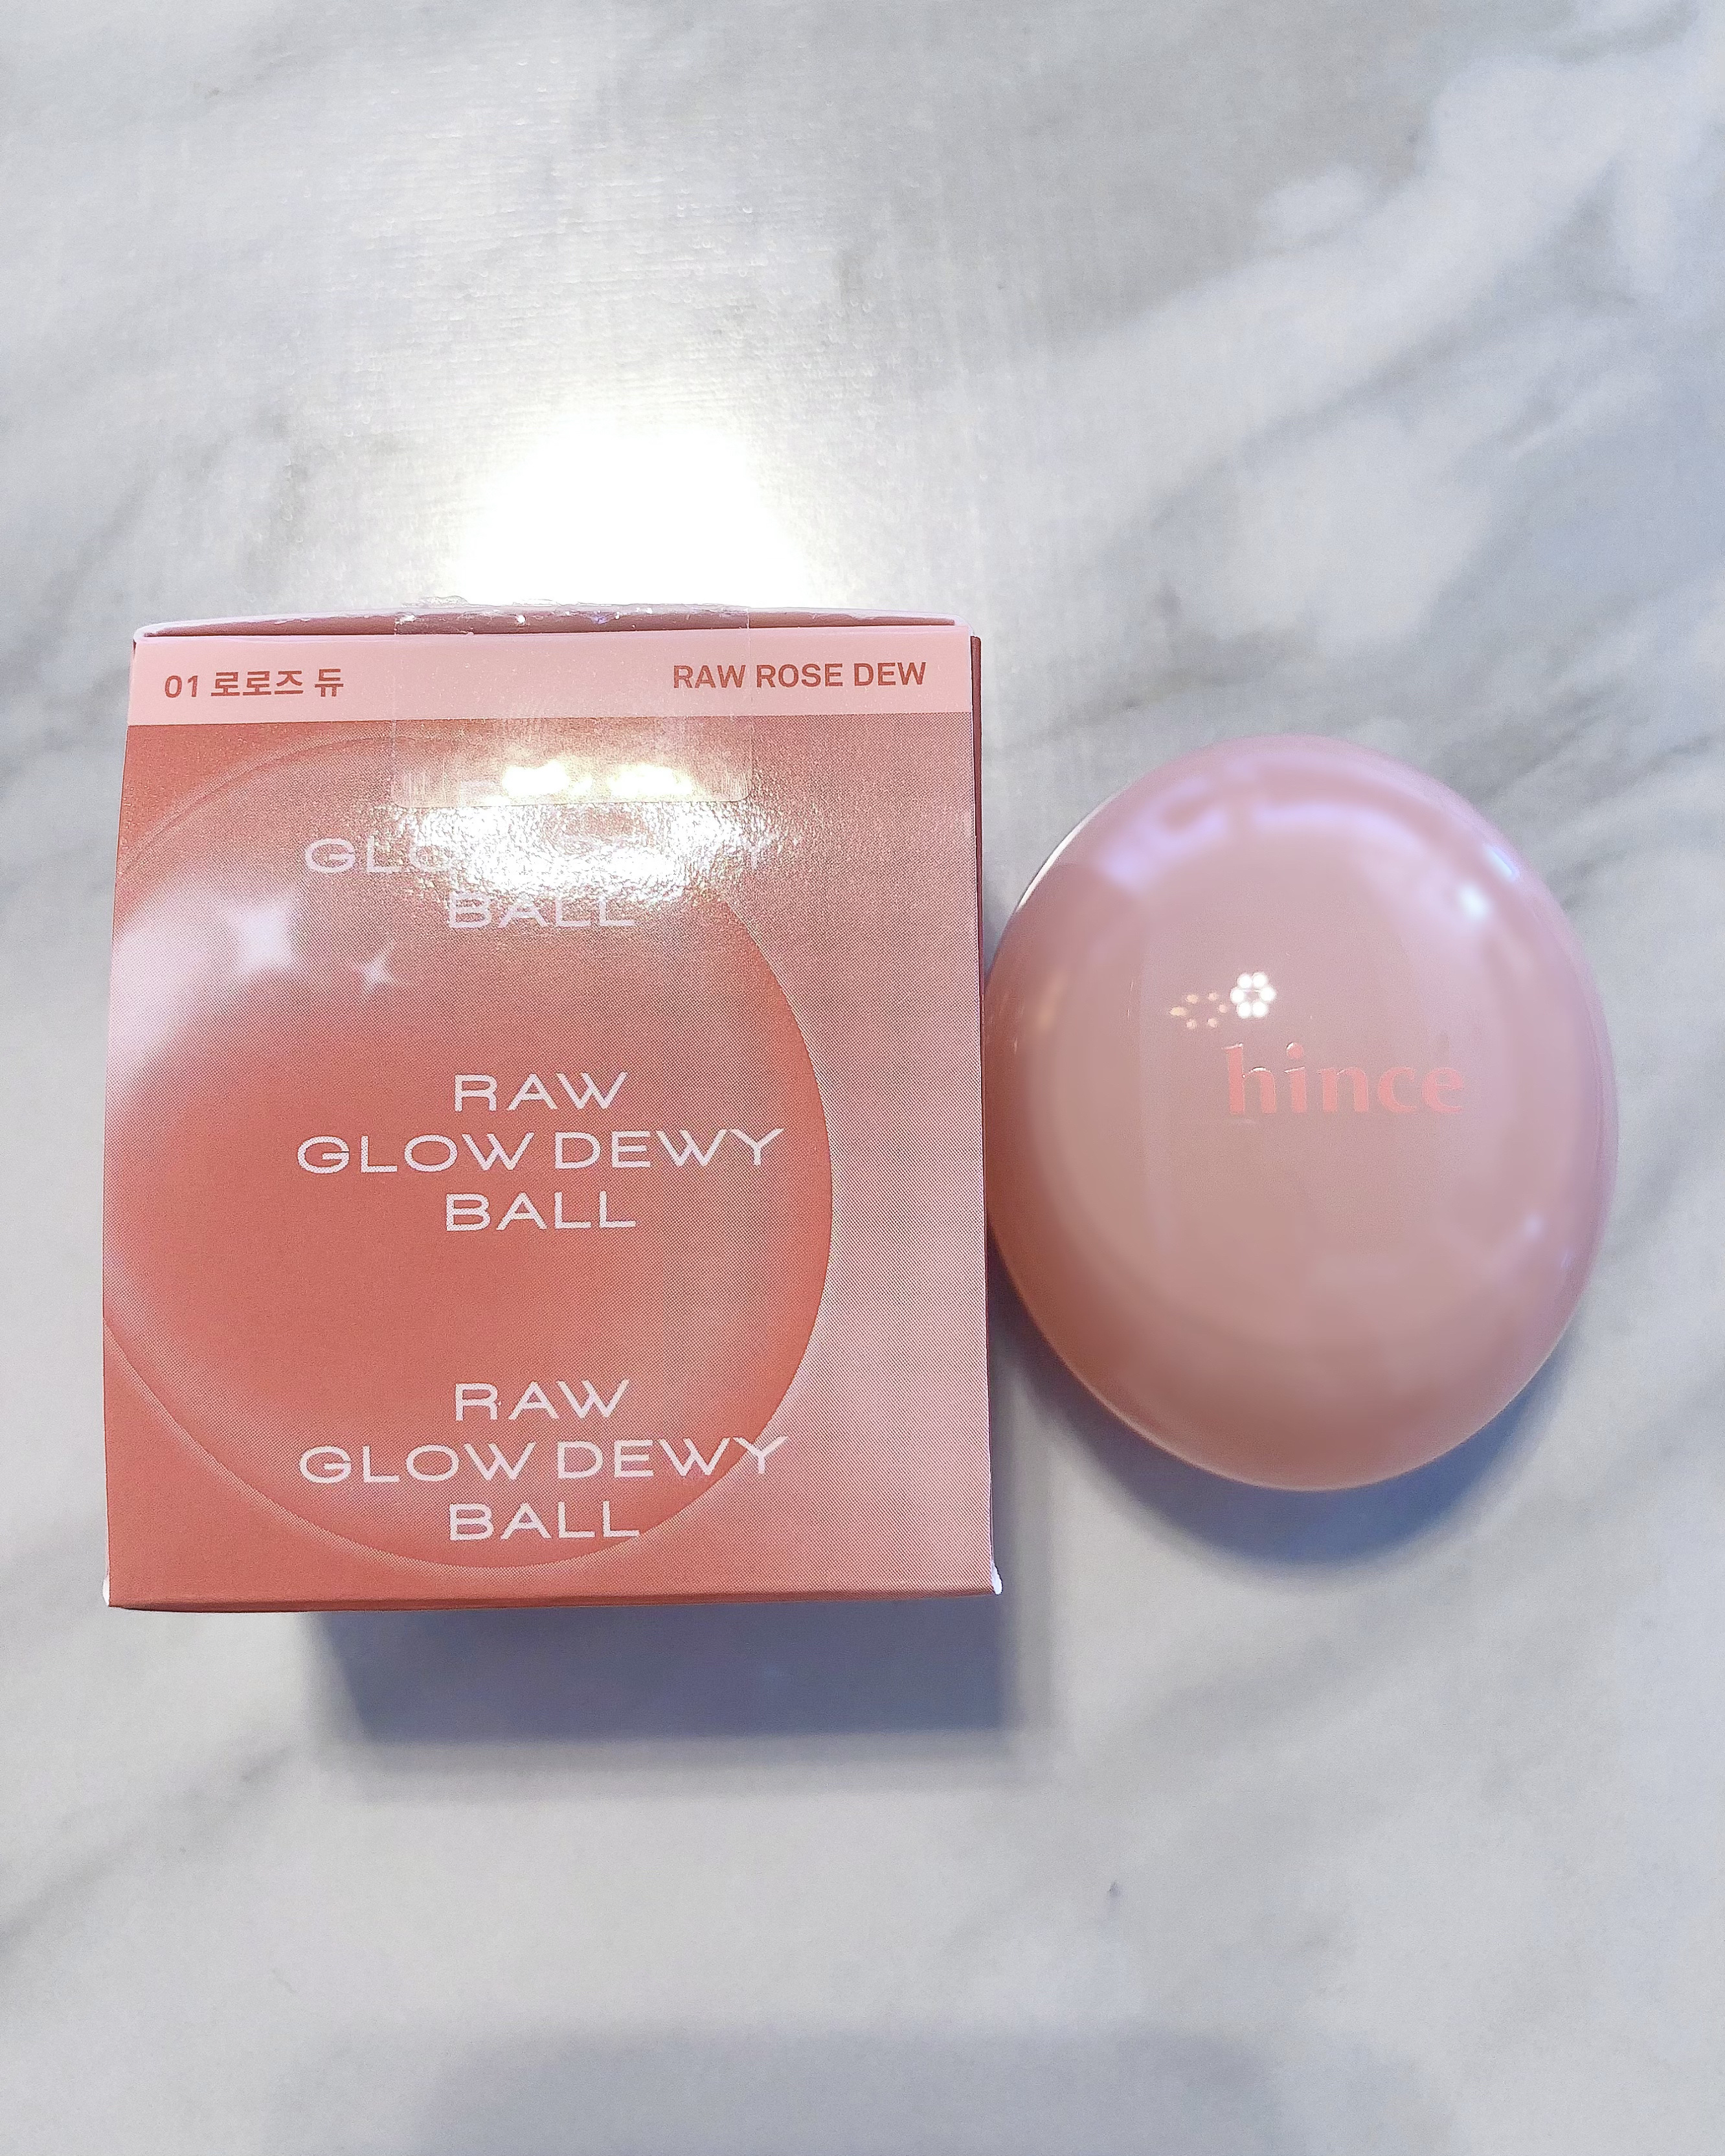 01 로로즈 듀 RAW ROSE DEW
BALL
RAW
GLOW DEWY
BALL
RAW
GLOW DEWY
BALL
hince